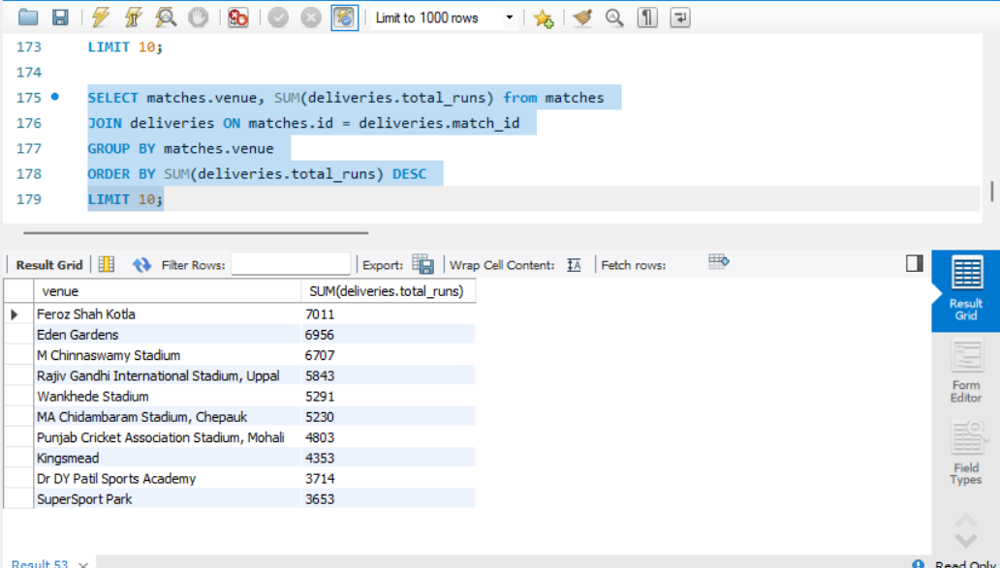 Limit to 1000 rows
173 LIMIT 10;
174
175 SELECT matches.venue, SUM(deliveries.total_runs) from matches
176 JOIN deliveries ON matches.id = deliveries.match_id
177 GROUP BY matches.venue
178 ORDER BY SUM(deliveries.total_runs) DESC
179 LIMIT 10;
Result Grid Filter Rows: Export: Wrap Cell Content: Fetch rows:
venue SUM(deliveries.total_runs)
Feroz Shah Kotla 7011
Eden Gardens 6956
M Chinnaswamy Stadium 6707
Rajiv Gandhi International Stadium, Uppal 5843
Wankhede Stadium 5291
MA Chidambaram Stadium, Chepauk 5230
Punjab Cricket Association Stadium, Mohali 4803
Kingsmead 4353
Dr DY Patil Sports Academy 3714
SuperSport Park 3653
Result
Grid
Form
Editor
Field
Types
Result 53 Read Only